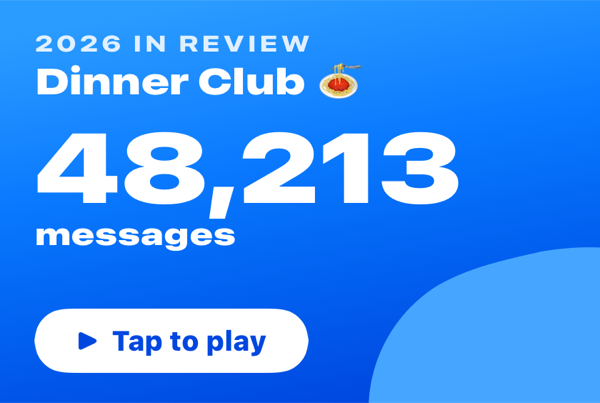 2026 IN REVIEW
Dinner Club 🍝
48,213
messages
Tap to play